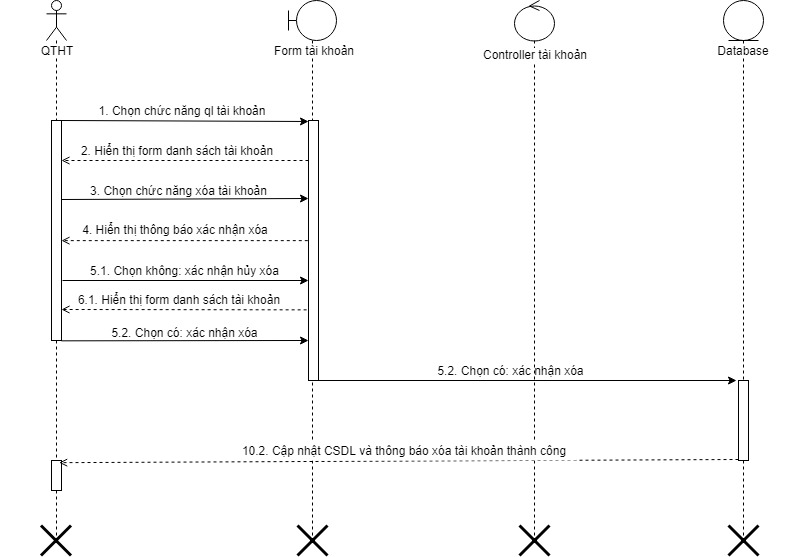 QTHT
Form tài khoản
Controller tài khoản
Database
1. Chọn chức năng ql tài khoản
2. Hiển thị form danh sách tài khoản
3. Chọn chức năng xóa tài khoản
4. Hiển thị thông báo xác nhận xóa
5.1. Chọn không: xác nhận hủy xóa
6.1. Hiển thị form danh sách tài khoản
5.2. Chọn có: xác nhận xóa
5.2. Chọn có: xác nhận xóa
10.2. Cập nhật CSDL và thông báo xóa tài khoản thành công